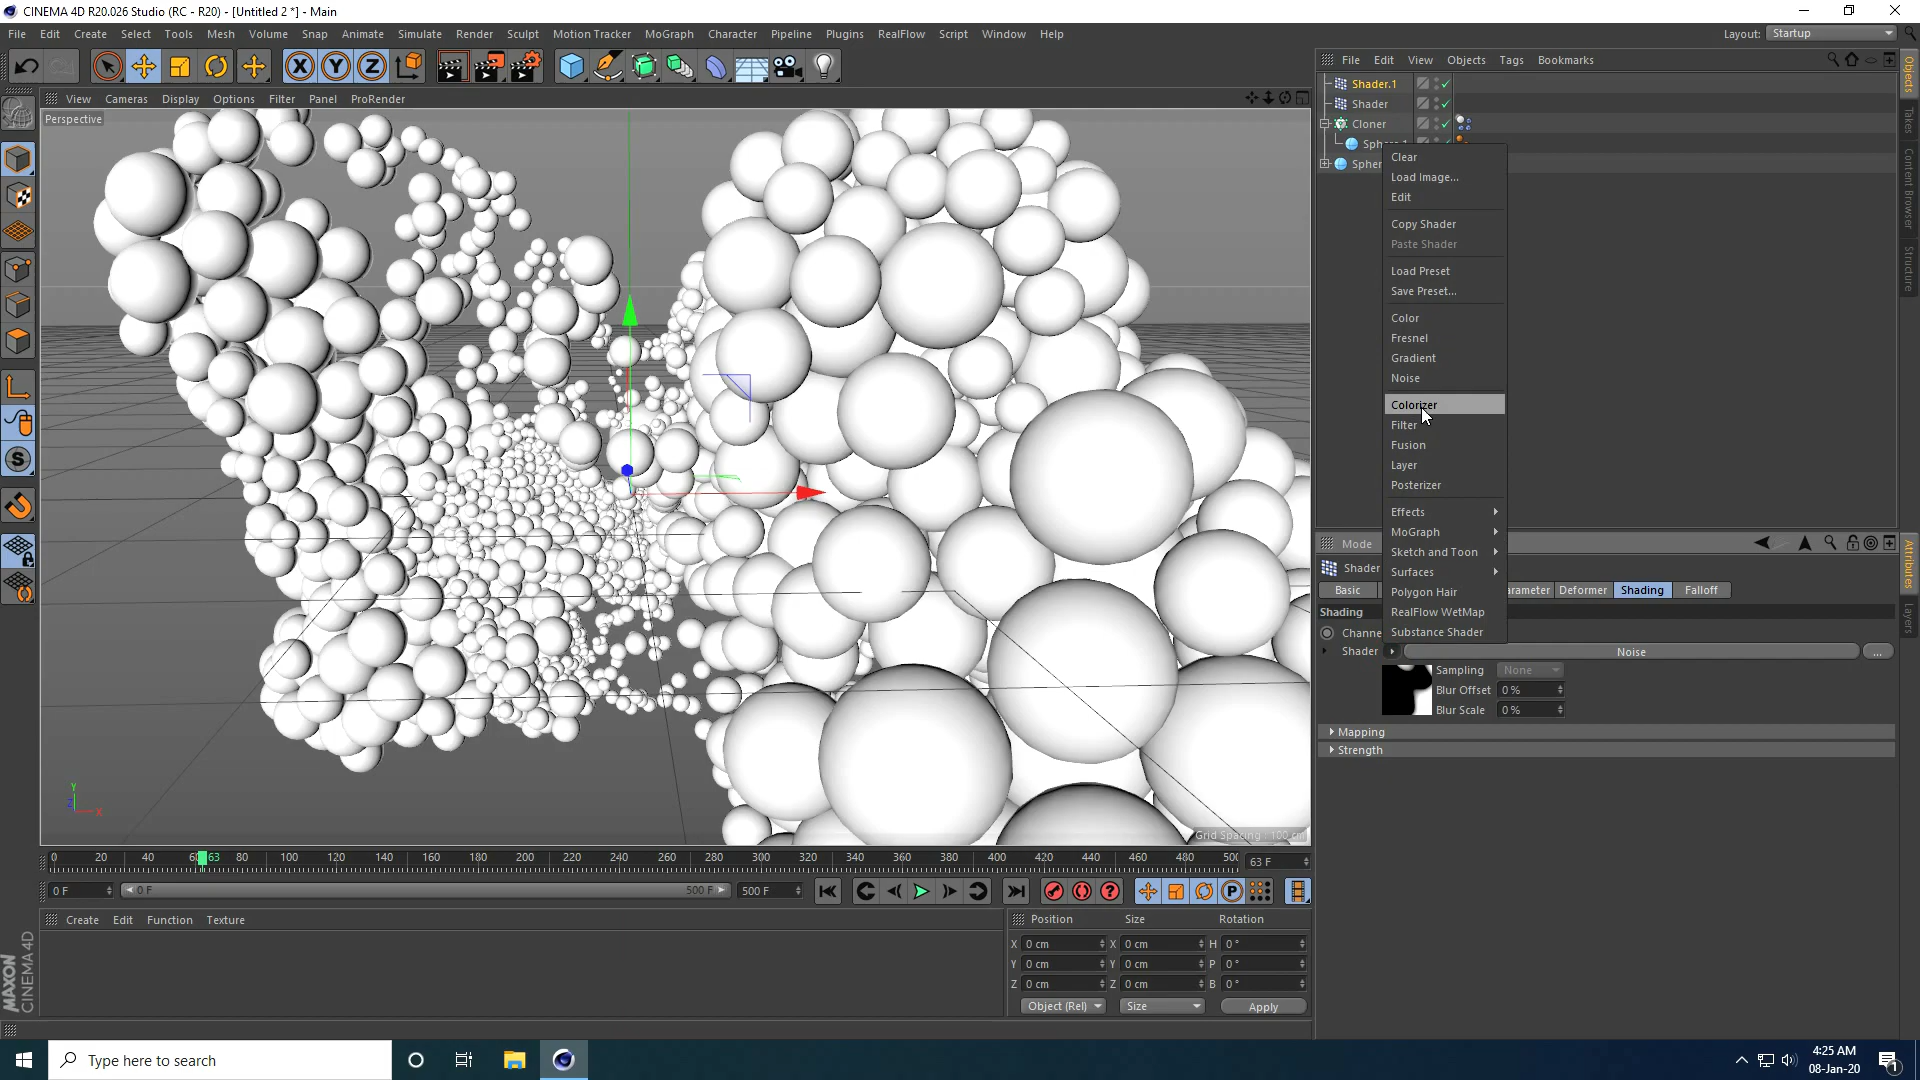 CINEMA 4D R20.026 Studio (RC - R20) - [Untitled 2 *] - Main
File Edit Create Select Tools Mesh Volume Snap Animate Simulate Render Sculpt Motion Tracker MoGraph Character Pipeline Plugins RealFlow Script Window Help
Layout: Startup
View Cameras Display Options Filter Panel ProRender
Perspective
Grid Spacing : 100 cm
Y
Z
X
File Edit View Objects Tags Bookmarks
Shader.1
Shader
Cloner
Clear
Load Image...
Edit
Copy Shader
Paste Shader
Load Preset
Save Preset...
Color
Fresnel
Gradient
Noise
Colorizer
Filter
Fusion
Layer
Posterizer
Effects
MoGraph
Sketch and Toon
Surfaces
Polygon Hair
RealFlow WetMap
Substance Shader
Objects
Takes
Content Browser
Structure
Attributes
Layers
Mode
Shader
Basic Deformer Shading Falloff
Shading
Shader Noise ...
Sampling None
Blur Offset 0 %
Blur Scale 0 %
Mapping
Strength
0 20 40 63 80 100 120 140 160 180 200 220 240 260 280 300 320 340 360 380 400 420 440 460 480 63 F
0 F 0 F 500 F 500 F
Create Edit Function Texture
Position Size Rotation
X 0 cm X 0 cm H 0 °
Y 0 cm Y 0 cm P 0 °
Z 0 cm Z 0 cm B 0 °
Object (Rel) Size Apply
MAXON
CINEMA 4D
Type here to search
4:25 AM
08-Jan-20
1